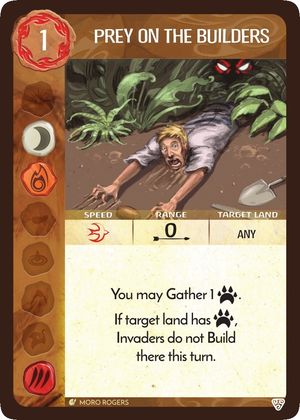 1
PREY ON THE BUILDERS
SPEED RANGE TARGET LAND
0 ANY
You may Gather 1 .
If target land has ,
Invaders do not Build
there this turn.
MORO ROGERS